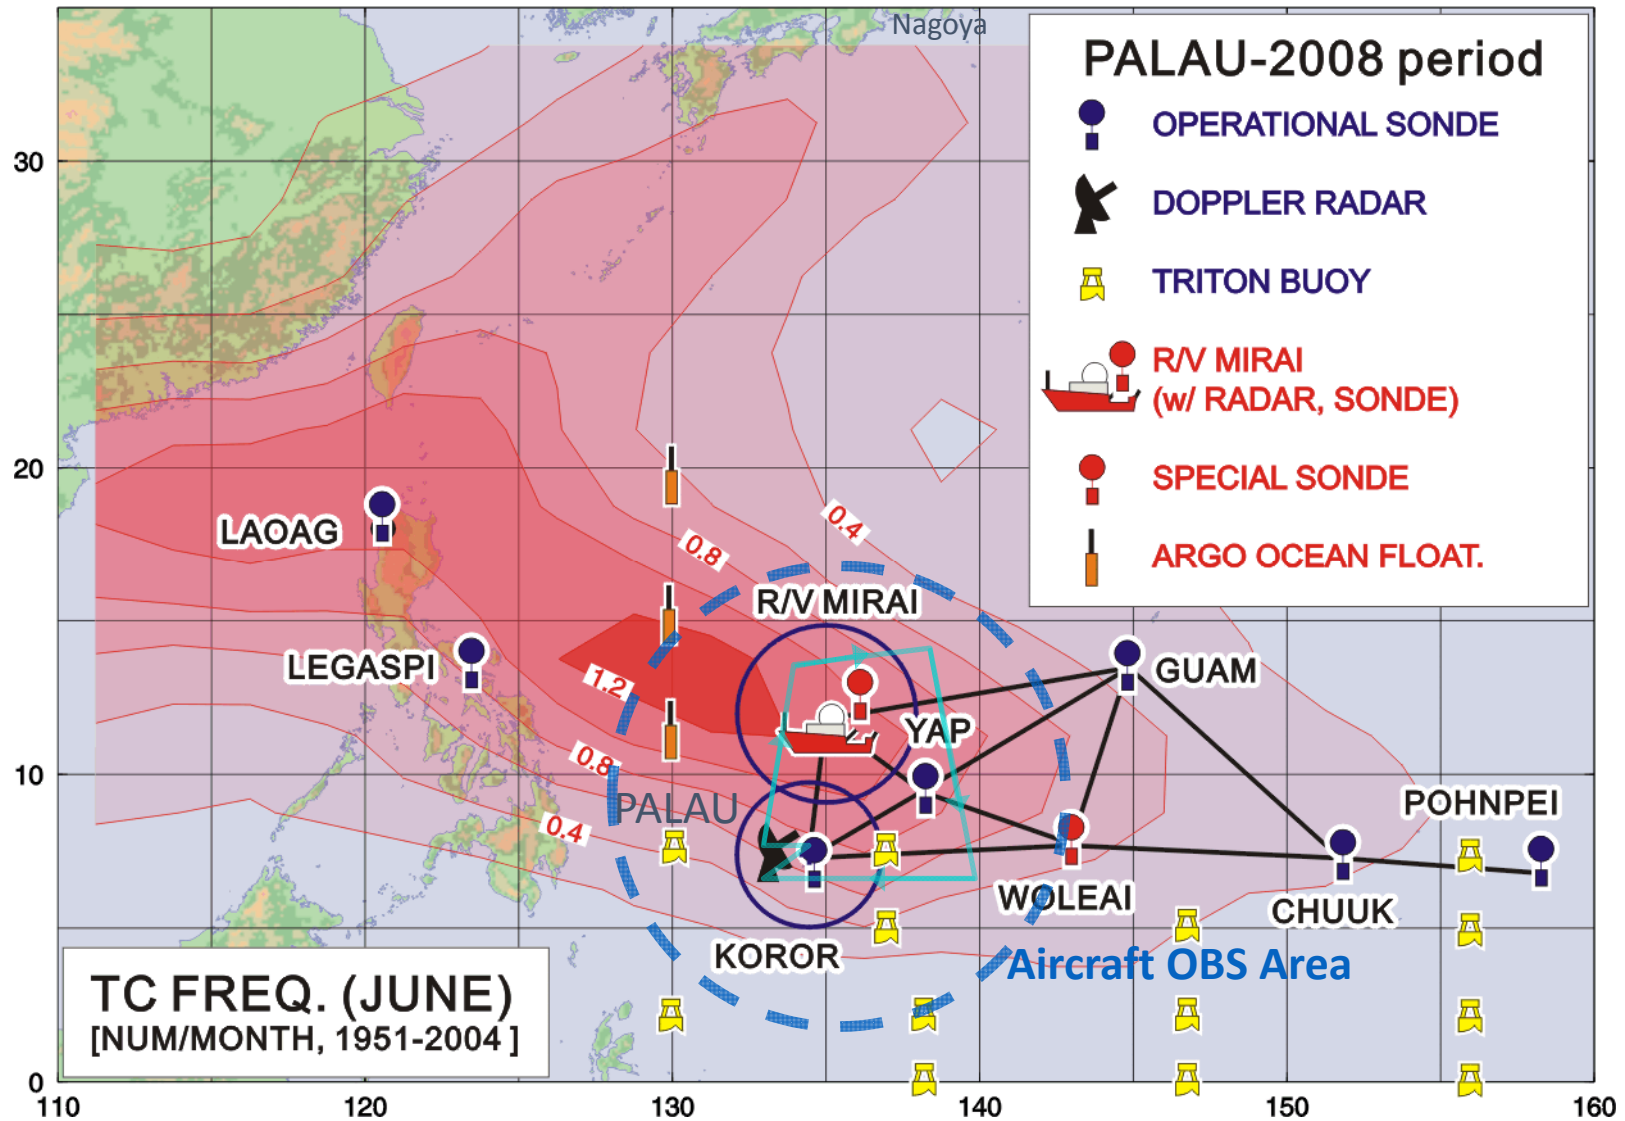 Nagoya
PALAU-2008 period
OPERATIONAL SONDE
DOPPLER RADAR
TRITON BUOY
R/V MIRAI
(w/ RADAR, SONDE)
SPECIAL SONDE
ARGO OCEAN FLOAT.
30
20
10
0
LAOAG
LEGASPI
0.4
0.8
R/V MIRAI
1.2
0.8
0.4
YAP
GUAM
PALAU
POHNPEI
WOLEAI
CHUUK
KOROR
Aircraft OBS Area
TC FREQ. (JUNE)
[NUM/MONTH, 1951-2004 ]
110
120
130
140
150
160